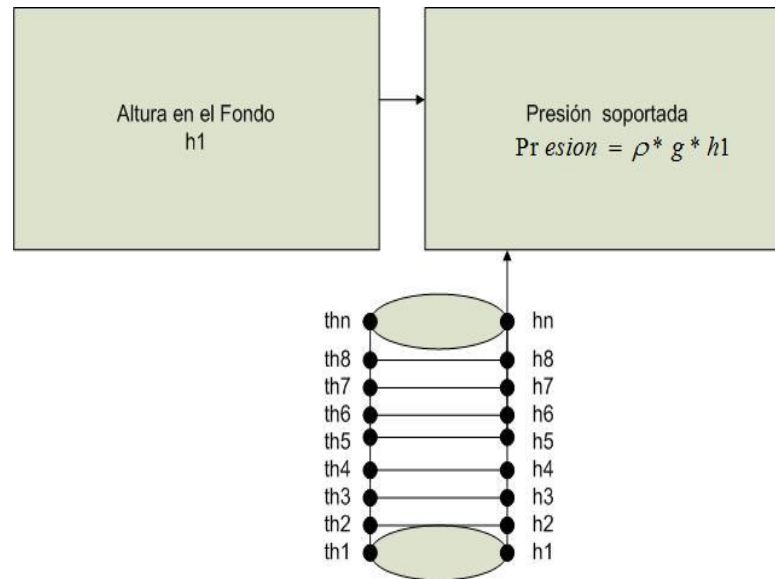 Altura en el Fondo
h1
Presión soportada
Pr esion = ρ* g* h1
thn hn
th8 h8
th7 h7
th6 h6
th5 h5
th4 h4
th3 h3
th2 h2
th1 h1